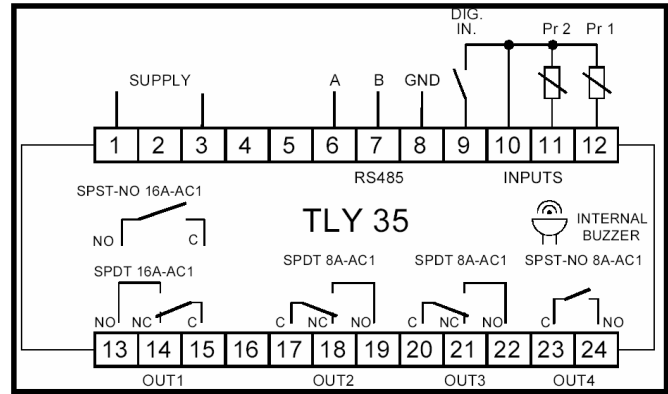 DIG.
IN. Pr 2 Pr 1
SUPPLY A B GND
1 2 3 4 5 6 7 8 9 10 11 12
RS485 INPUTS
SPST-NO 16A-AC1
TLY 35
NO C
INTERNAL
BUZZER
SPDT 16A-AC1 SPDT 8A-AC1 SPDT 8A-AC1 SPST-NO 8A-AC1
NO NC C C NC NO C NC NO C NO
13 14 15 16 17 18 19 20 21 22 23 24
OUT1 OUT2 OUT3 OUT4